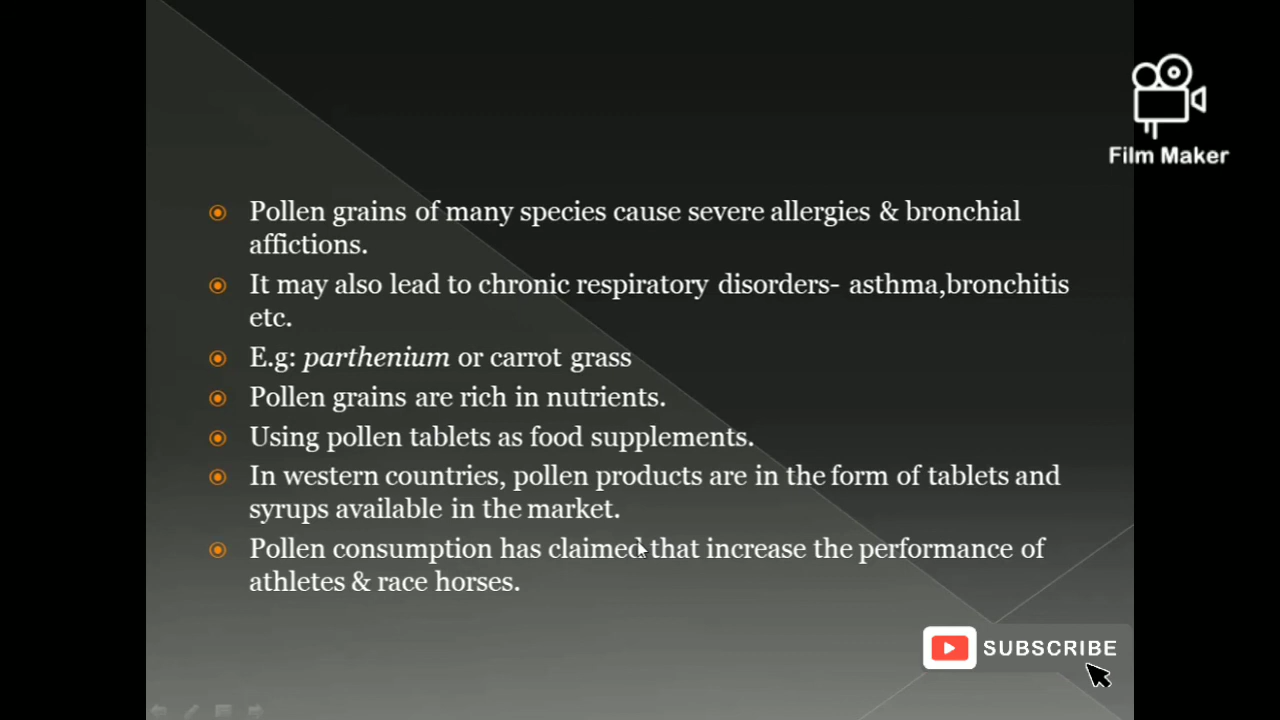 Film Maker
Pollen grains of many species cause severe allergies & bronchial
affictions.
It may also lead to chronic respiratory disorders- asthma,bronchitis
etc.
E.g: parthenium or carrot grass
Pollen grains are rich in nutrients.
Using pollen tablets as food supplements.
In western countries, pollen products are in the form of tablets and
syrups available in the market.
Pollen consumption has claimed that increase the performance of
athletes & race horses.
SUBSCRIBE